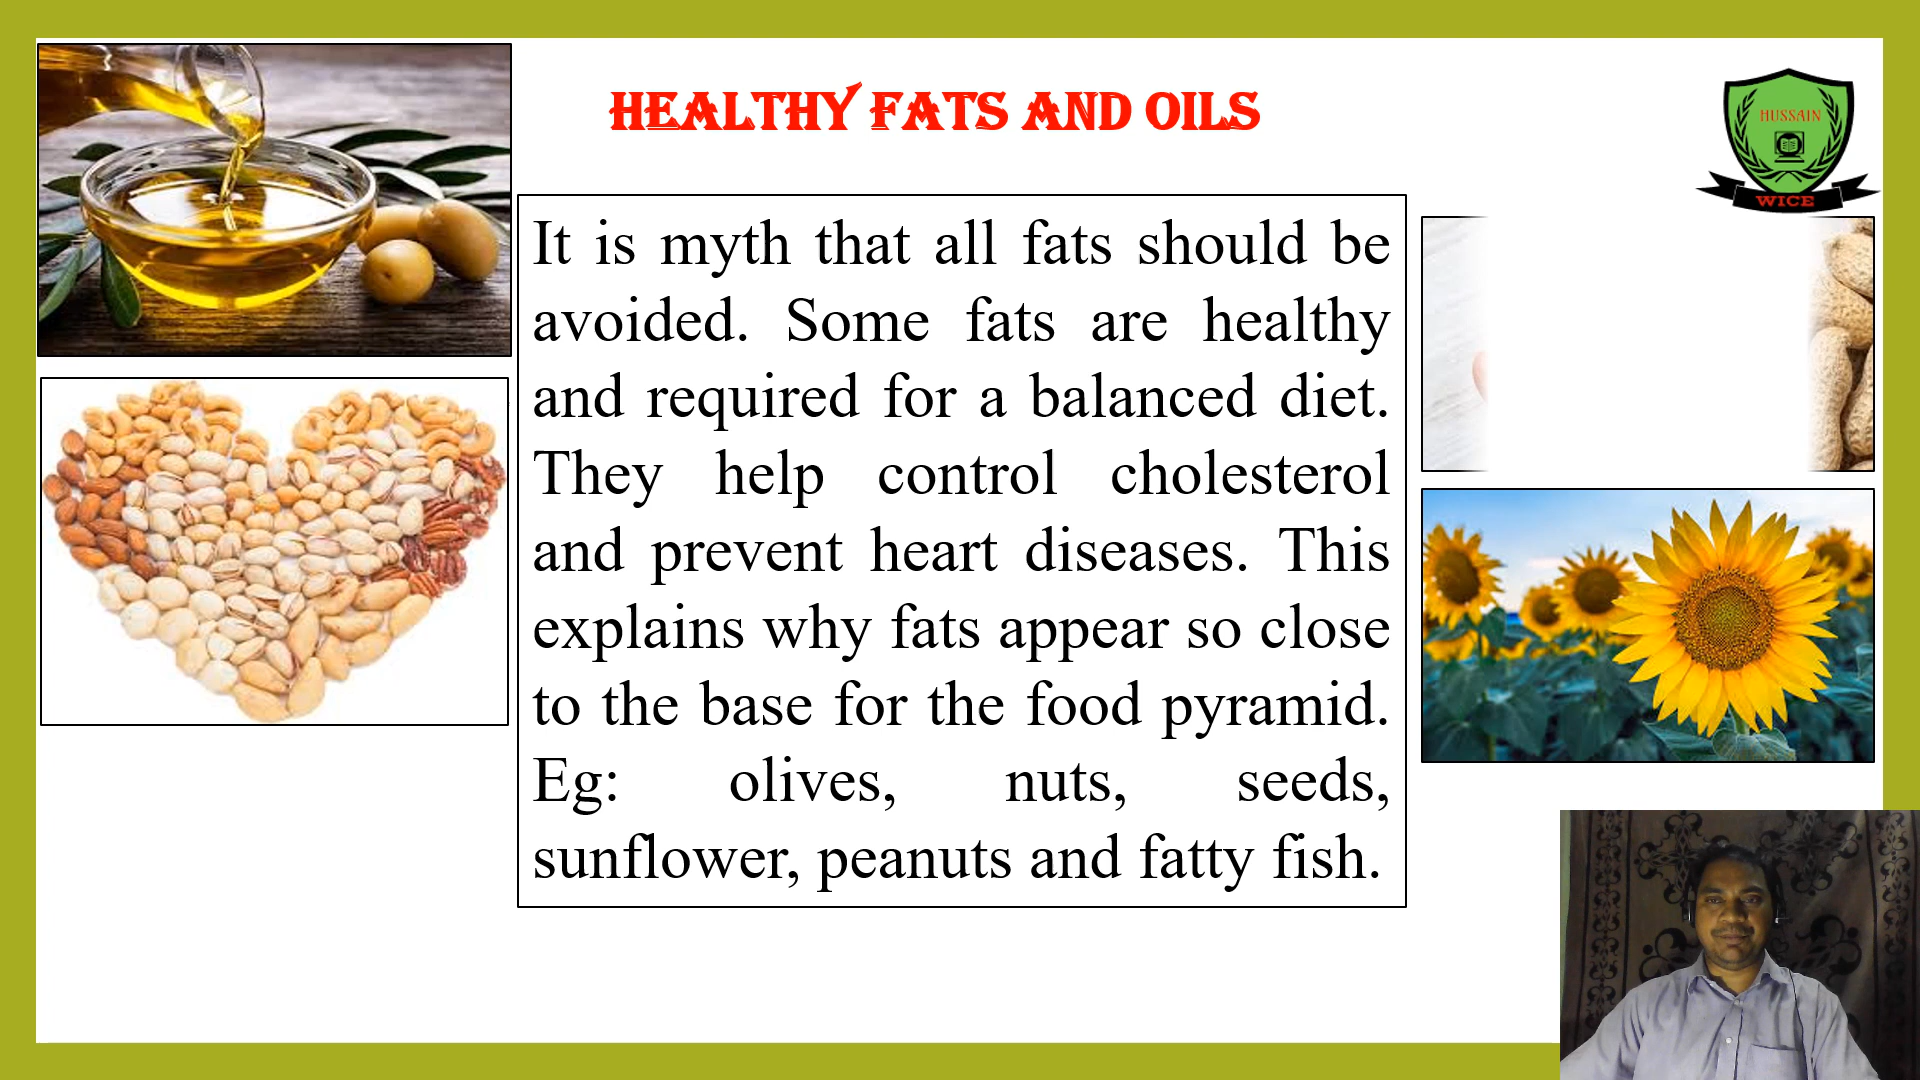 HEALTHY FATS AND OILS
HUSSAIN
WICE
It is myth that all fats should be
avoided. Some fats are healthy
and required for a balanced diet.
They help control cholesterol
and prevent heart diseases. This
explains why fats appear so close
to the base for the food pyramid.
Eg: olives, nuts, seeds,
sunflower, peanuts and fatty fish.